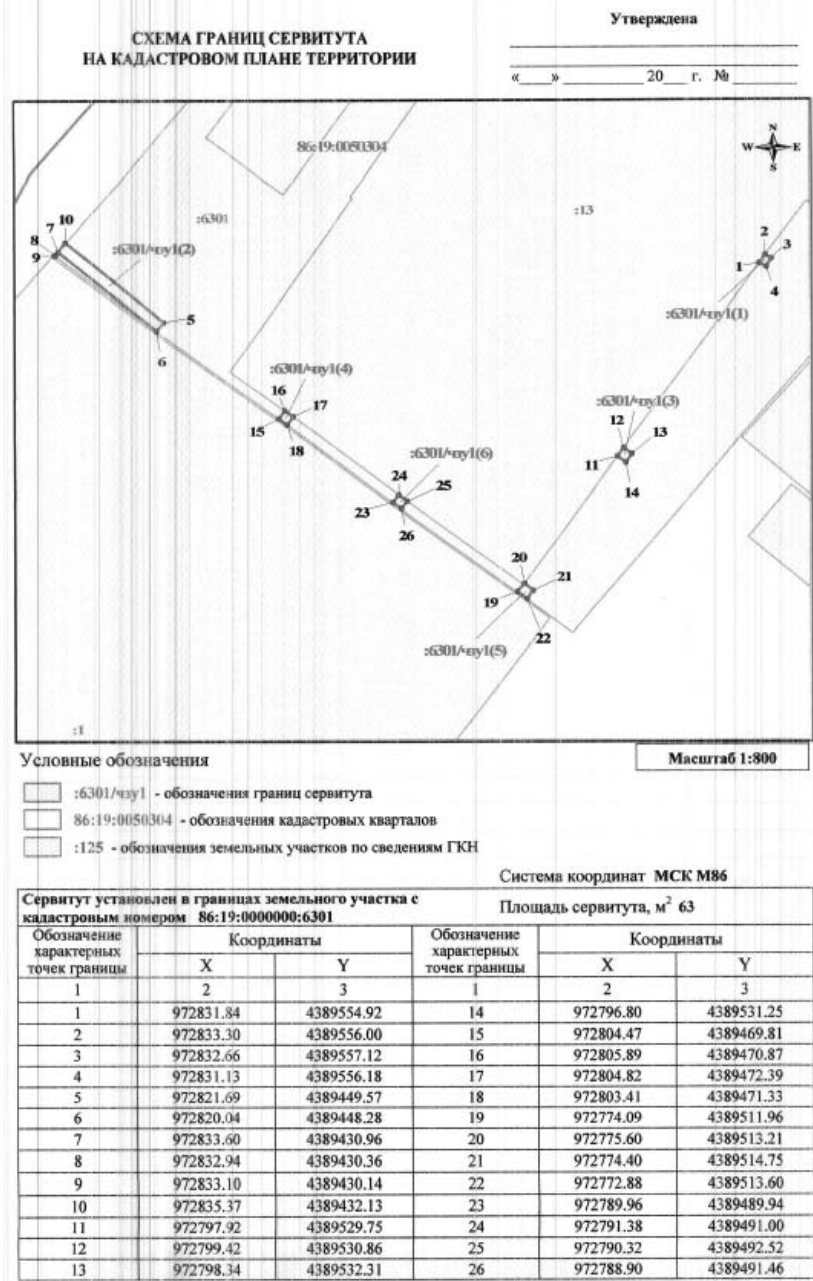 Утверждена
СХЕМА ГРАНИЦ СЕРВИТУТА
НА КАДАСТРОВОМ ПЛАНЕ ТЕРРИТОРИИ
« » 20 г. №
86:19:0050304
N
W E
S
:6301
:13
10
7
8
9
:6301/чзу1(2)
2
3
1
4
:6301/чзу1(1)
5
6
:6301/чзу1(4)
16
17
15
18
:6301/чзу1(3)
12
13
11
14
:6301/чзу1(6)
24
25
23
26
20
21
19
22
:6301/чзу1(5)
:1
Условные обозначения
Масштаб 1:800
:6301/чзу1 - обозначения границ сервитута
86:19:0050304 - обозначения кадастровых кварталов
:125 - обозначения земельных участков по сведениям ГКН
Система координат МСК М86
Сервитут установлен в границах земельного участка с
кадастровым номером 86:19:0000000:6301
Площадь сервитута, м2 63
Обозначение характерных точек границы Координаты Обозначение характерных точек границы Координаты
X Y X Y
1 2 3 1 2 3
1 972831.84 4389554.92 14 972796.80 4389531.25
2 972833.30 4389556.00 15 972804.47 4389469.81
3 972832.66 4389557.12 16 972805.89 4389470.87
4 972831.13 4389556.18 17 972804.82 4389472.39
5 972821.69 4389449.57 18 972803.41 4389471.33
6 972820.04 4389448.28 19 972774.09 4389511.96
7 972833.60 4389430.96 20 972775.60 4389513.21
8 972832.94 4389430.36 21 972774.40 4389514.75
9 972833.10 4389430.14 22 972772.88 4389513.60
10 972835.37 4389432.13 23 972789.96 4389489.94
11 972797.92 4389529.75 24 972791.38 4389491.00
12 972799.42 4389530.86 25 972790.32 4389492.52
13 972798.34 4389532.31 26 972788.90 4389491.46